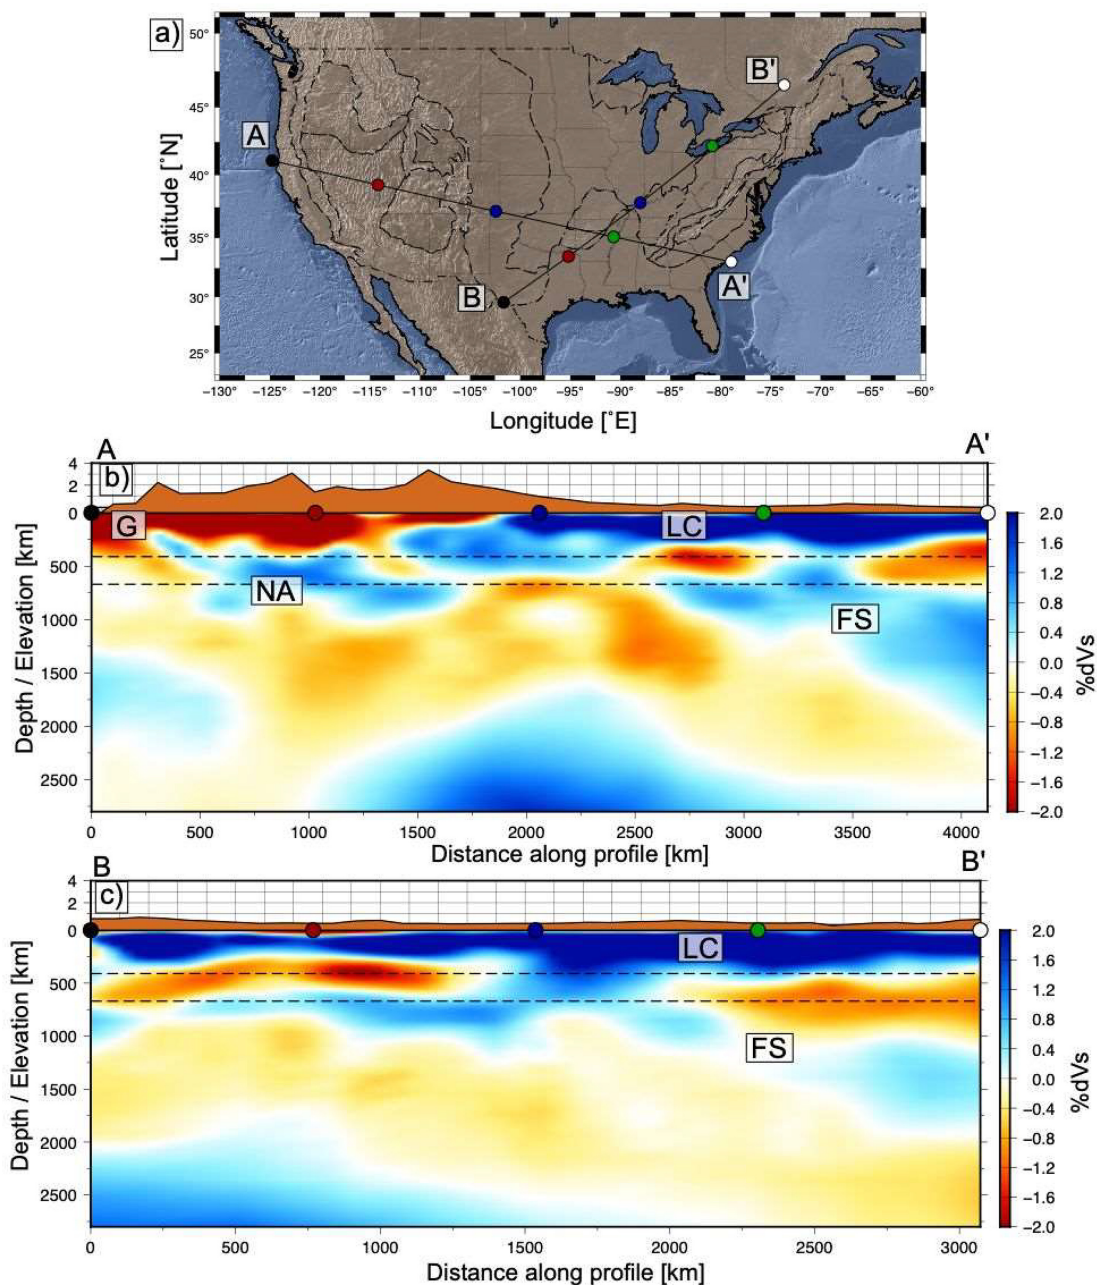 a)
50°
45°
40°
35°
30°
25°
Latitude [˚N]
A
B'
B
A'
−130° −125° −120° −115° −110° −105° −100° −95° −90° −85° −80° −75° −70° −65° −60°
Longitude [˚E]
A A'
b)
4
2
0
500
1000
1500
2000
2500
Depth / Elevation [km]
G
LC
NA
FS
0 500 1000 1500 2000 2500 3000 3500 4000
Distance along profile [km]
2.0
1.6
1.2
0.8
0.4
0.0
−0.4
−0.8
−1.2
−1.6
−2.0
%dVs
B B'
c)
4
2
0
500
1000
1500
2000
2500
Depth / Elevation [km]
LC
FS
0 500 1000 1500 2000 2500 3000
Distance along profile [km]
2.0
1.6
1.2
0.8
0.4
0.0
−0.4
−0.8
−1.2
−1.6
−2.0
%dVs